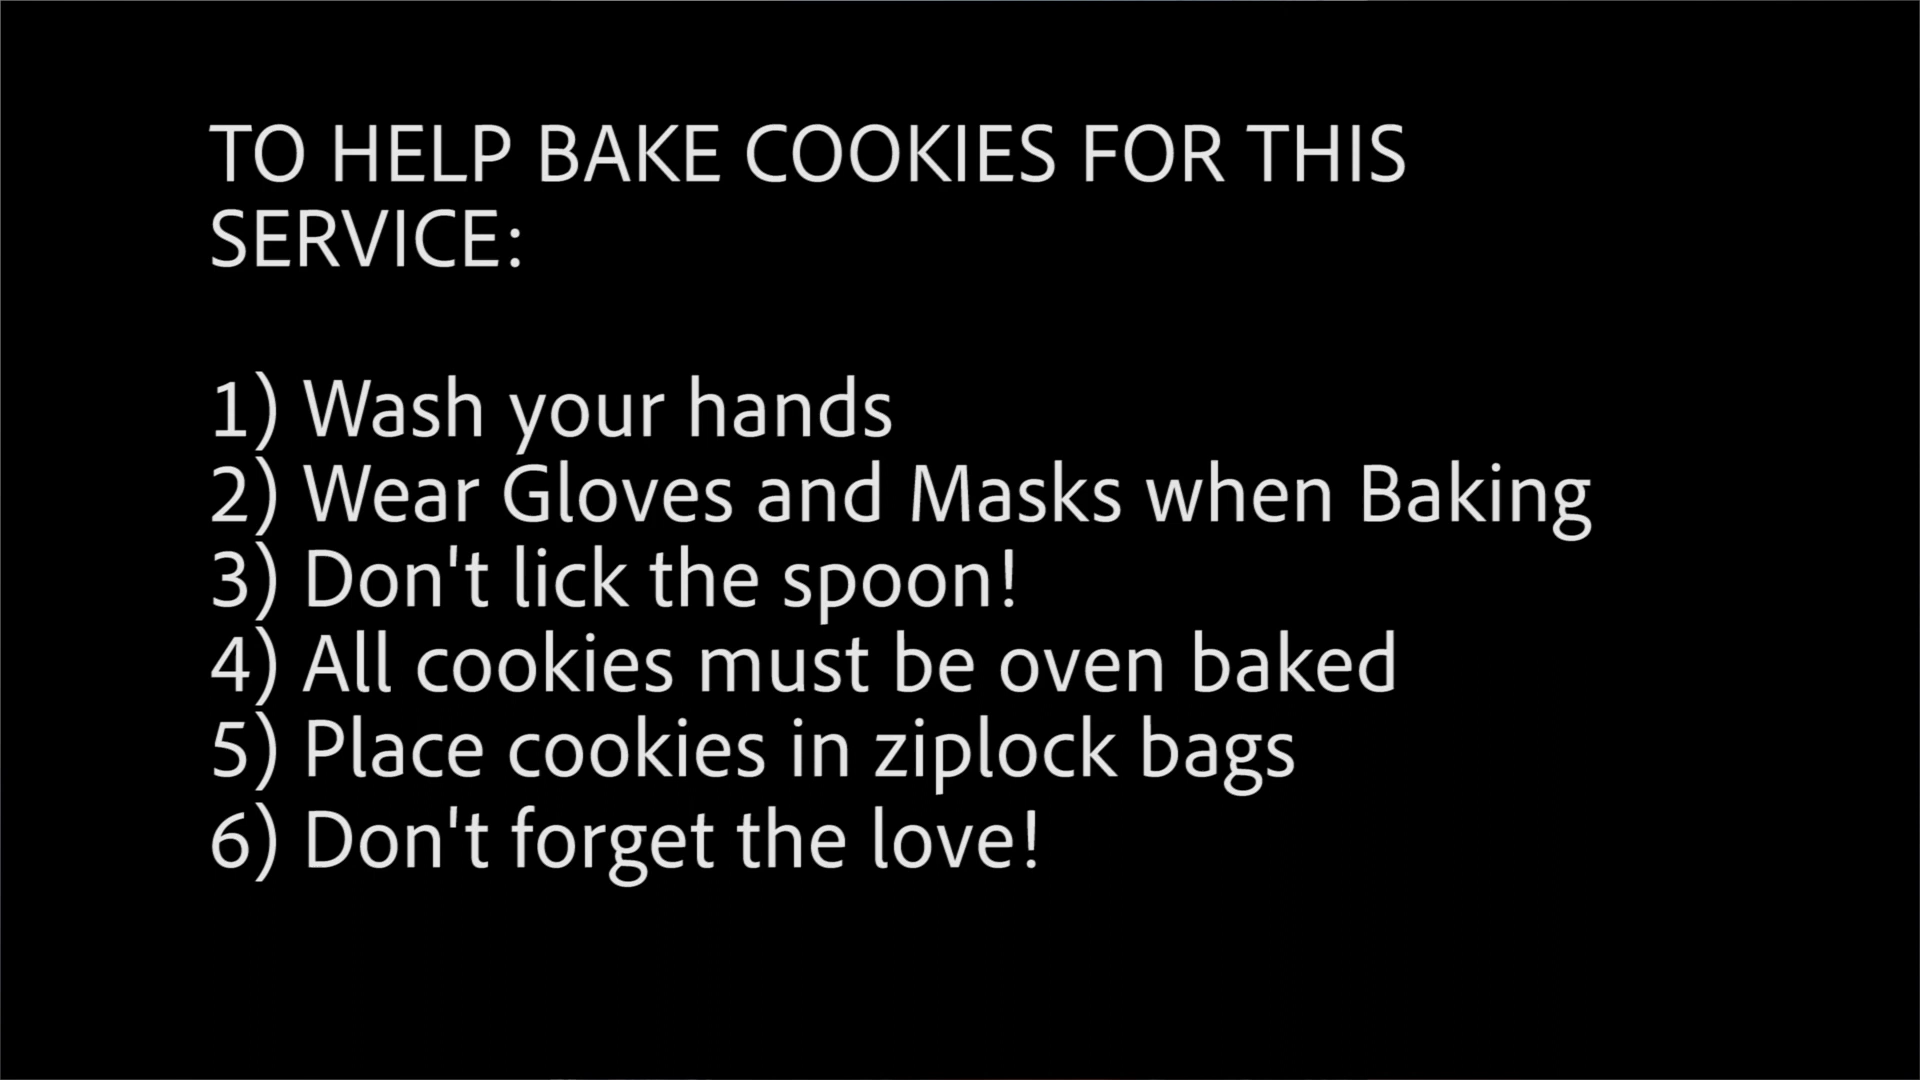 TO HELP BAKE COOKIES FOR THIS
SERVICE:
1) Wash your hands
2) Wear Gloves and Masks when Baking
3) Don't lick the spoon!
4) All cookies must be oven baked
5) Place cookies in ziplock bags
6) Don't forget the love!